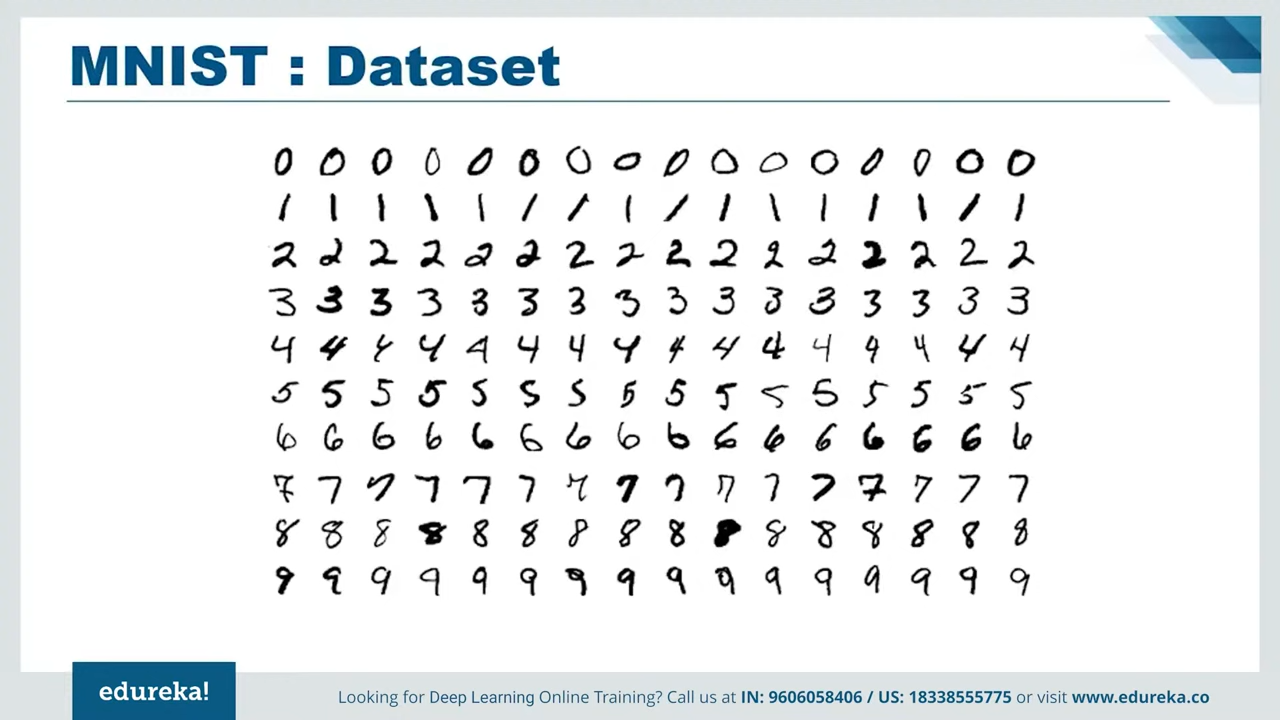 MNIST : Dataset
0 0 0 0 0 0 0 0 0 0 0 0 0 0 0 0
1 1 1 1 1 1 1 1 1 1 1 1 1 1 1 1
2 2 2 2 2 2 2 2 2 2 2 2 2 2 2 2
3 3 3 3 3 3 3 3 3 3 3 3 3 3 3 3
4 4 4 4 4 4 4 4 4 4 4 4 4 4 4 4
5 5 5 5 5 5 5 5 5 5 5 5 5 5 5 5
6 6 6 6 6 6 6 6 6 6 6 6 6 6 6 6
7 7 7 7 7 7 7 7 7 7 7 7 7 7 7 7
8 8 8 8 8 8 8 8 8 8 8 8 8 8 8 8
9 9 9 9 9 9 9 9 9 9 9 9 9 9 9 9
edureka!
Looking for Deep Learning Online Training? Call us at IN: 9606058406 / US: 18338555775 or visit www.edureka.co